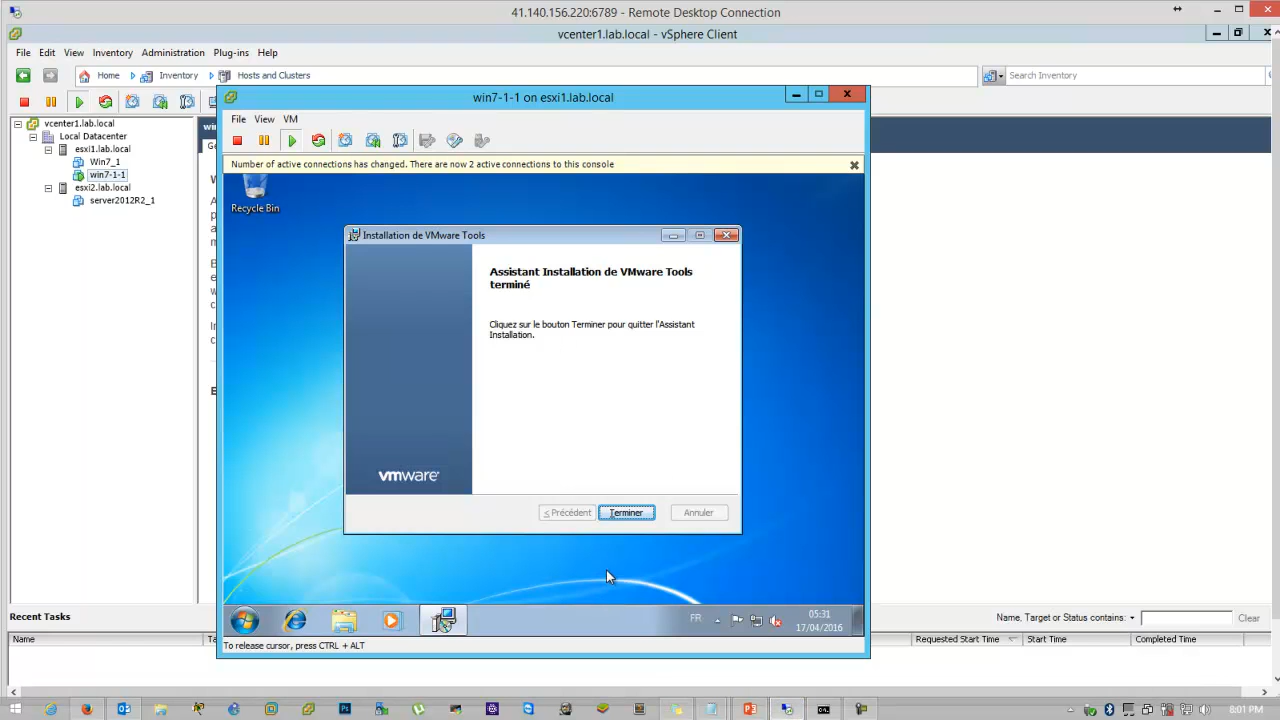 41.140.156.220:6789 - Remote Desktop Connection
vcenter1.lab.local - vSphere Client
File Edit View Inventory Administration Plug-ins Help
Home Inventory Hosts and Clusters
Search Inventory
vcenter1.lab.local
Local Datacenter
esxi1.lab.local
Win7_1
win7-1-1
esxi2.lab.local
server2012R2_1
win7-1-1 on esxi1.lab.local
File View VM
Number of active connections has changed. There are now 2 active connections to this console
Recycle Bin
Installation de VMware Tools
Assistant Installation de VMware Tools
terminé
Cliquez sur le bouton Terminer pour quitter l'Assistant
Installation.
vmware
< Précédent Terminer Annuler
FR
05:31
17/04/2016
To release cursor, press CTRL + ALT
Recent Tasks
Name, Target or Status contains:
Clear
Name
Requested Start Time
Start Time
Completed Time
8:01 PM